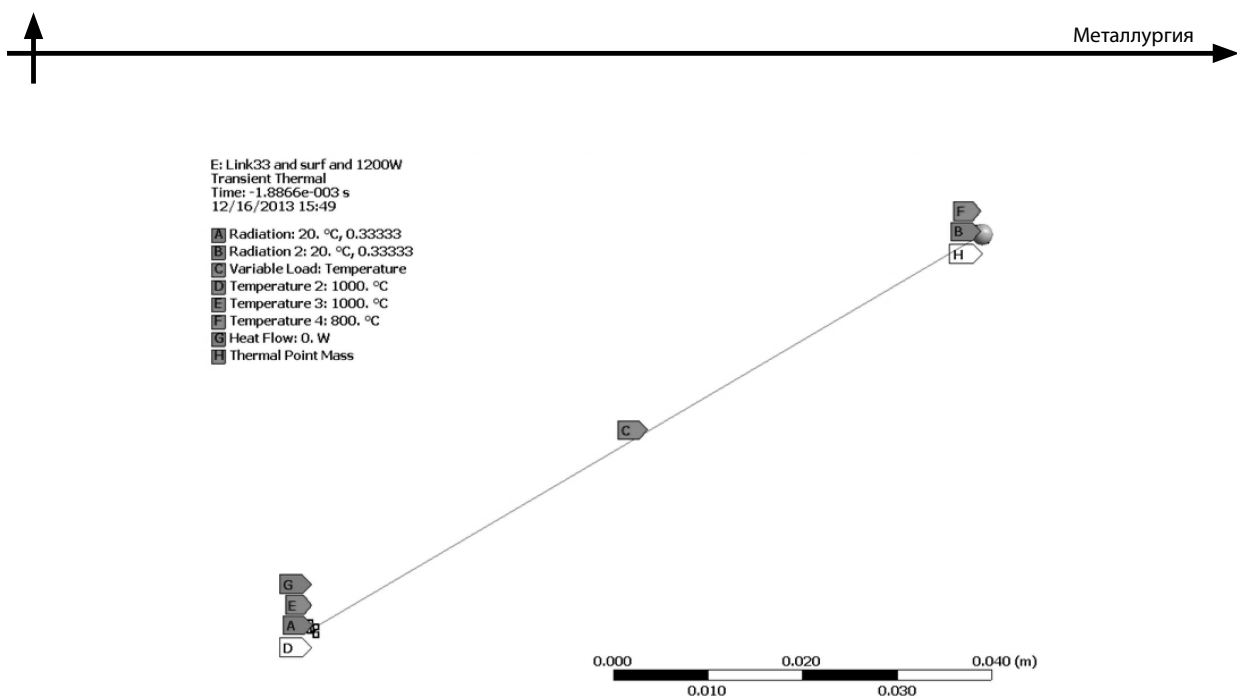 Металлургия
E: Link33 and surf and 1200W
Transient Thermal
Time: -1.8866e-003 s
12/16/2013 15:49
A Radiation: 20. °C, 0.33333
B Radiation 2: 20. °C, 0.33333
C Variable Load: Temperature
D Temperature 2: 1000. °C
E Temperature 3: 1000. °C
F Temperature 4: 800. °C
G Heat Flow: 0. W
H Thermal Point Mass
F
B
H
C
G
E
A
D
0.000 0.020 0.040 (m)
0.010 0.030